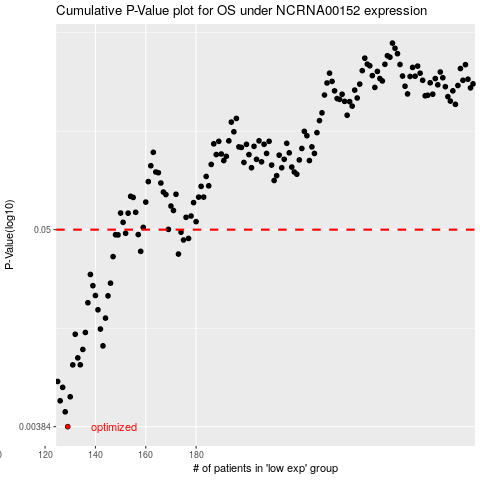 Cumulative P-Value plot for OS under NCRNA00152 expression
P-Value(log10)
0.05
0.00384
optimized
0
120
140
160
180
# of patients in 'low exp' group